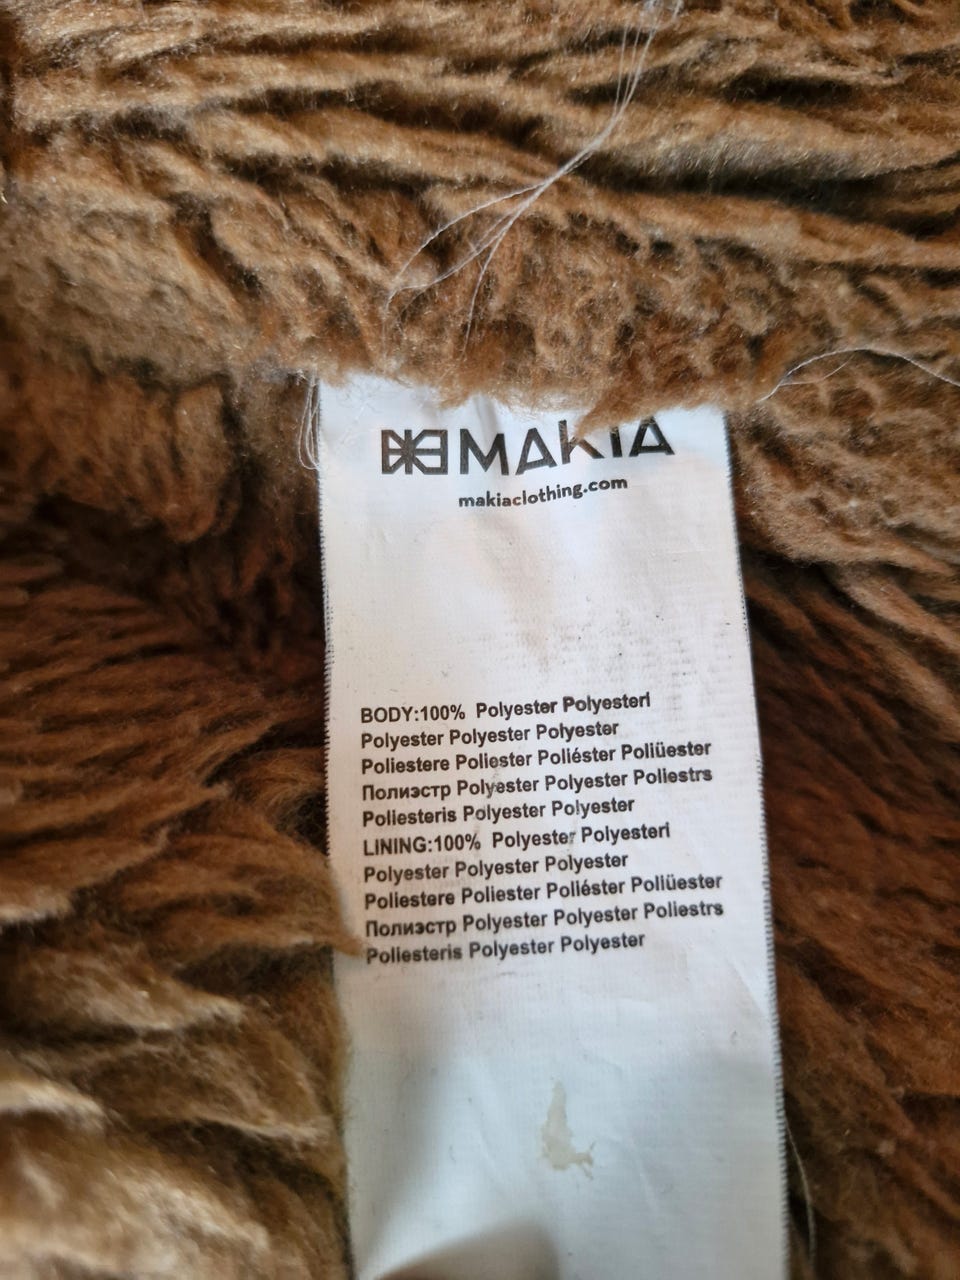 MAKIA
makiaclothing.com
BODY:100% Polyester Polyesteri
Polyester Polyester Polyester
Poliestere Poliester Poliéster Poliüester
Полиэстр Polyester Polyester Poliestrs
Poliesteris Polyester Polyester
LINING:100% Polyester Polyesteri
Polyester Polyester Polyester
Poliestere Poliester Poliéster Poliüester
Полиэстр Polyester Polyester Poliestrs
Poliesteris Polyester Polyester